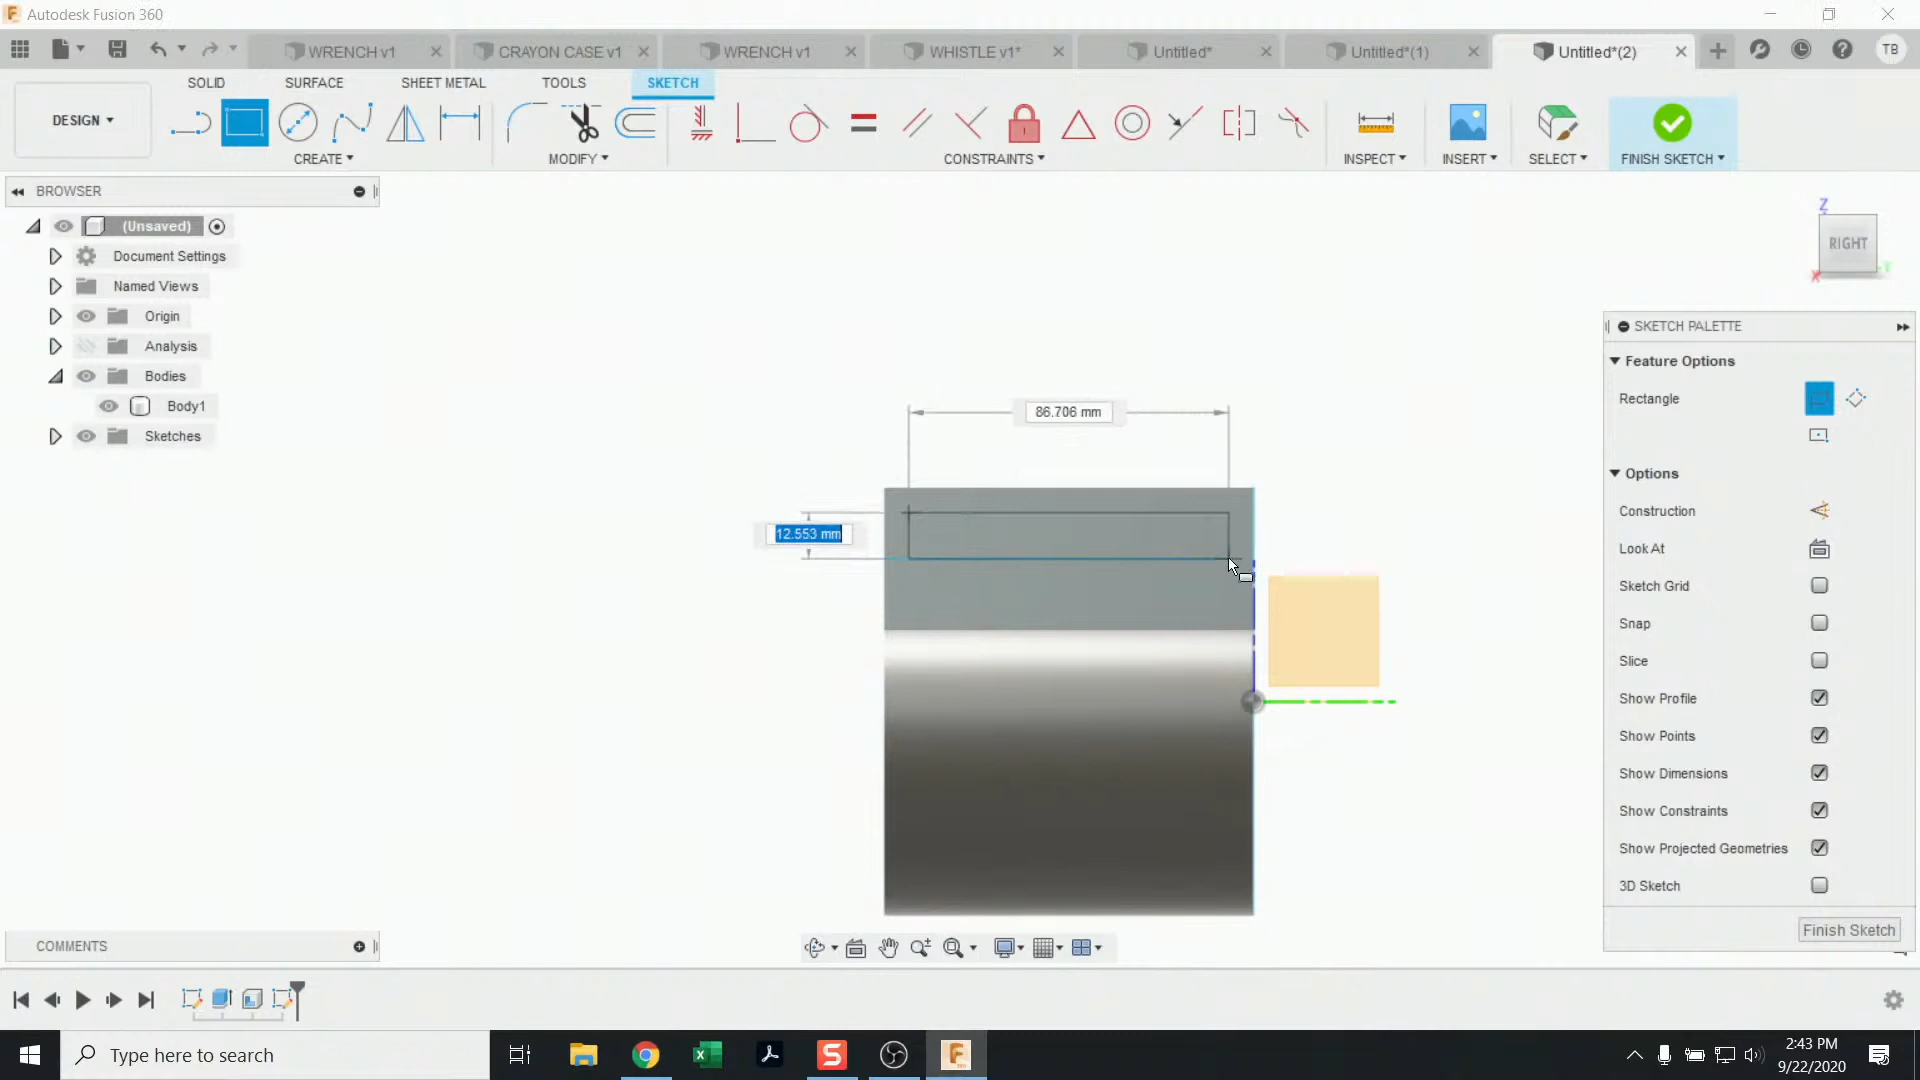 Autodesk Fusion 360
WRENCH v1
CRAYON CASE v1
WRENCH v1
WHISTLE v1*
Untitled*
Untitled*(1)
Untitled*(2)
TB
SOLID
SURFACE
SHEET METAL
TOOLS
SKETCH
DESIGN
CREATE
MODIFY
CONSTRAINTS
INSPECT
INSERT
SELECT
FINISH SKETCH
BROWSER
(Unsaved)
Document Settings
Named Views
Origin
Analysis
Bodies
Body1
Sketches
86.706 mm
12.553 mm
Z
RIGHT
X
Y
SKETCH PALETTE
Feature Options
Rectangle
Options
Construction
Look At
Sketch Grid
Snap
Slice
Show Profile
Show Points
Show Dimensions
Show Constraints
Show Projected Geometries
3D Sketch
Finish Sketch
COMMENTS
Type here to search
2:43 PM
9/22/2020